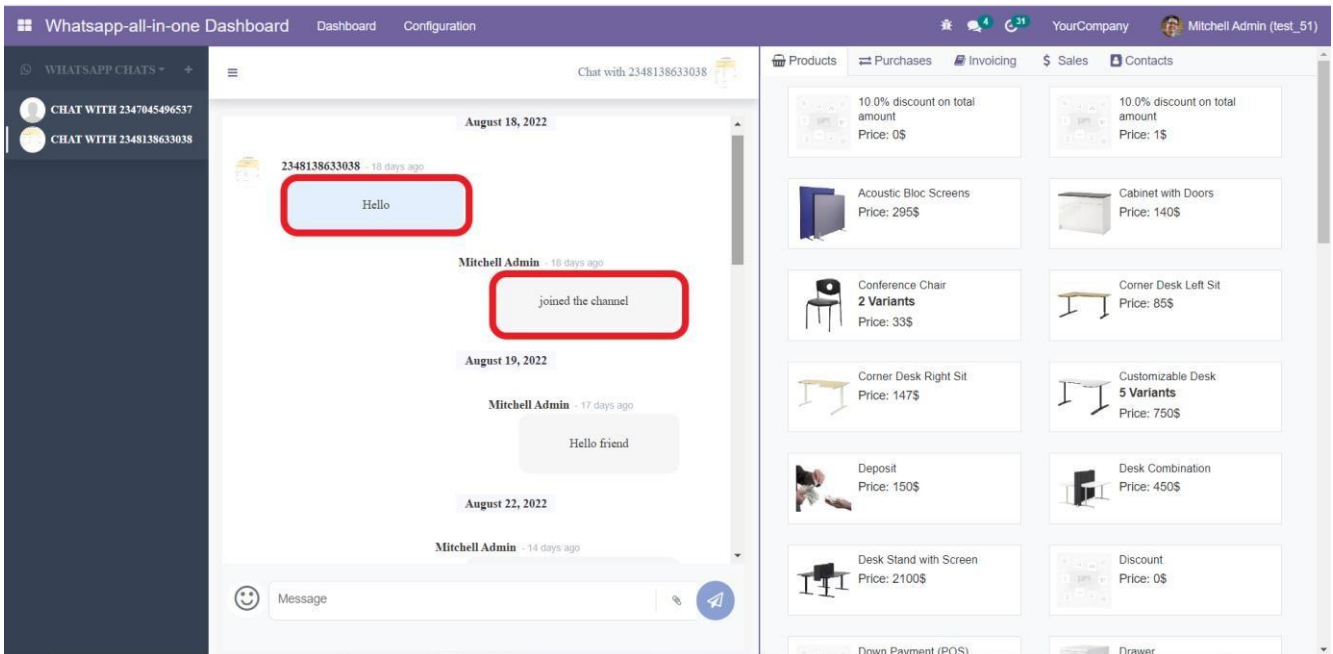 Whatsapp-all-in-one Dashboard Dashboard Configuration 4 31 YourCompany Mitchell Admin (test_51)
WHATSAPP CHATS +
CHAT WITH 2347045496537
CHAT WITH 2348138633038
Chat with 2348138633038
August 18, 2022
2348138633038 - 18 days ago
Hello
Mitchell Admin - 18 days ago
joined the channel
August 19, 2022
Mitchell Admin - 17 days ago
Hello friend
August 22, 2022
Mitchell Admin - 14 days ago
Message
Products Purchases Invoicing $ Sales Contacts
10.0% discount on total
amount
Price: 0$
10.0% discount on total
amount
Price: 1$
Acoustic Bloc Screens
Price: 295$
Cabinet with Doors
Price: 140$
Conference Chair
2 Variants
Price: 33$
Corner Desk Left Sit
Price: 85$
Corner Desk Right Sit
Price: 147$
Customizable Desk
5 Variants
Price: 750$
Deposit
Price: 150$
Desk Combination
Price: 450$
Desk Stand with Screen
Price: 2100$
Discount
Price: 0$
Down Payment (POS)
Drawer